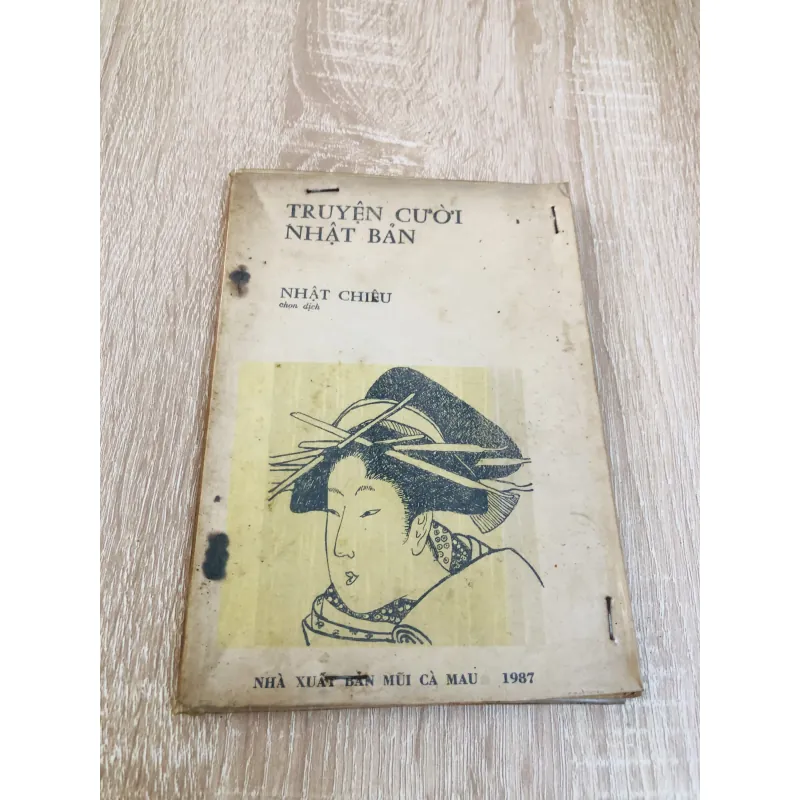 TRUYỆN CƯỜI
NHẬT BẢN
NHẬT CHIÊU
chọn dịch
NHÀ XUẤT BẢN MŨI CÀ MAU 1987